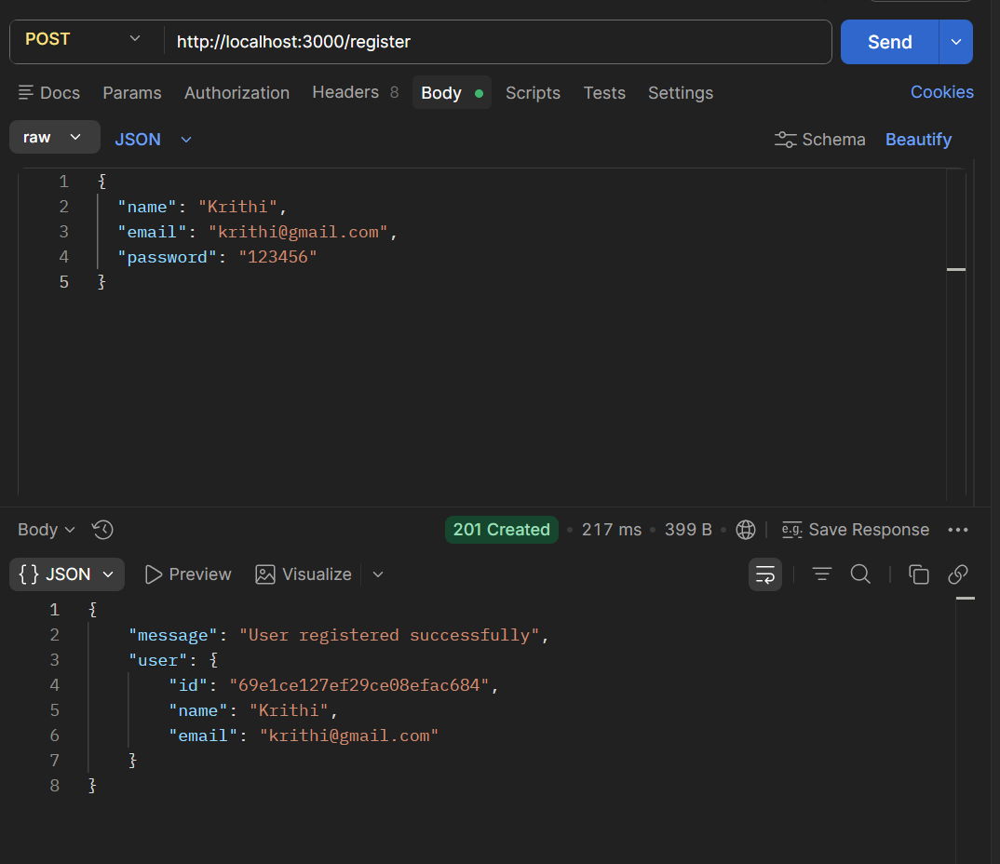 POST http://localhost:3000/register Send
Docs Params Authorization Headers 8 Body Scripts Tests Settings Cookies
raw JSON Schema Beautify
1 {
2 "name": "Krithi",
3 "email": "krithi@gmail.com",
4 "password": "123456"
5 }
Body 201 Created • 217 ms • 399 B • e.g. Save Response
{} JSON Preview Visualize
1 {
2 "message": "User registered successfully",
3 "user": {
4 "id": "69e1ce127ef29ce08efac684",
5 "name": "Krithi",
6 "email": "krithi@gmail.com"
7 }
8 }